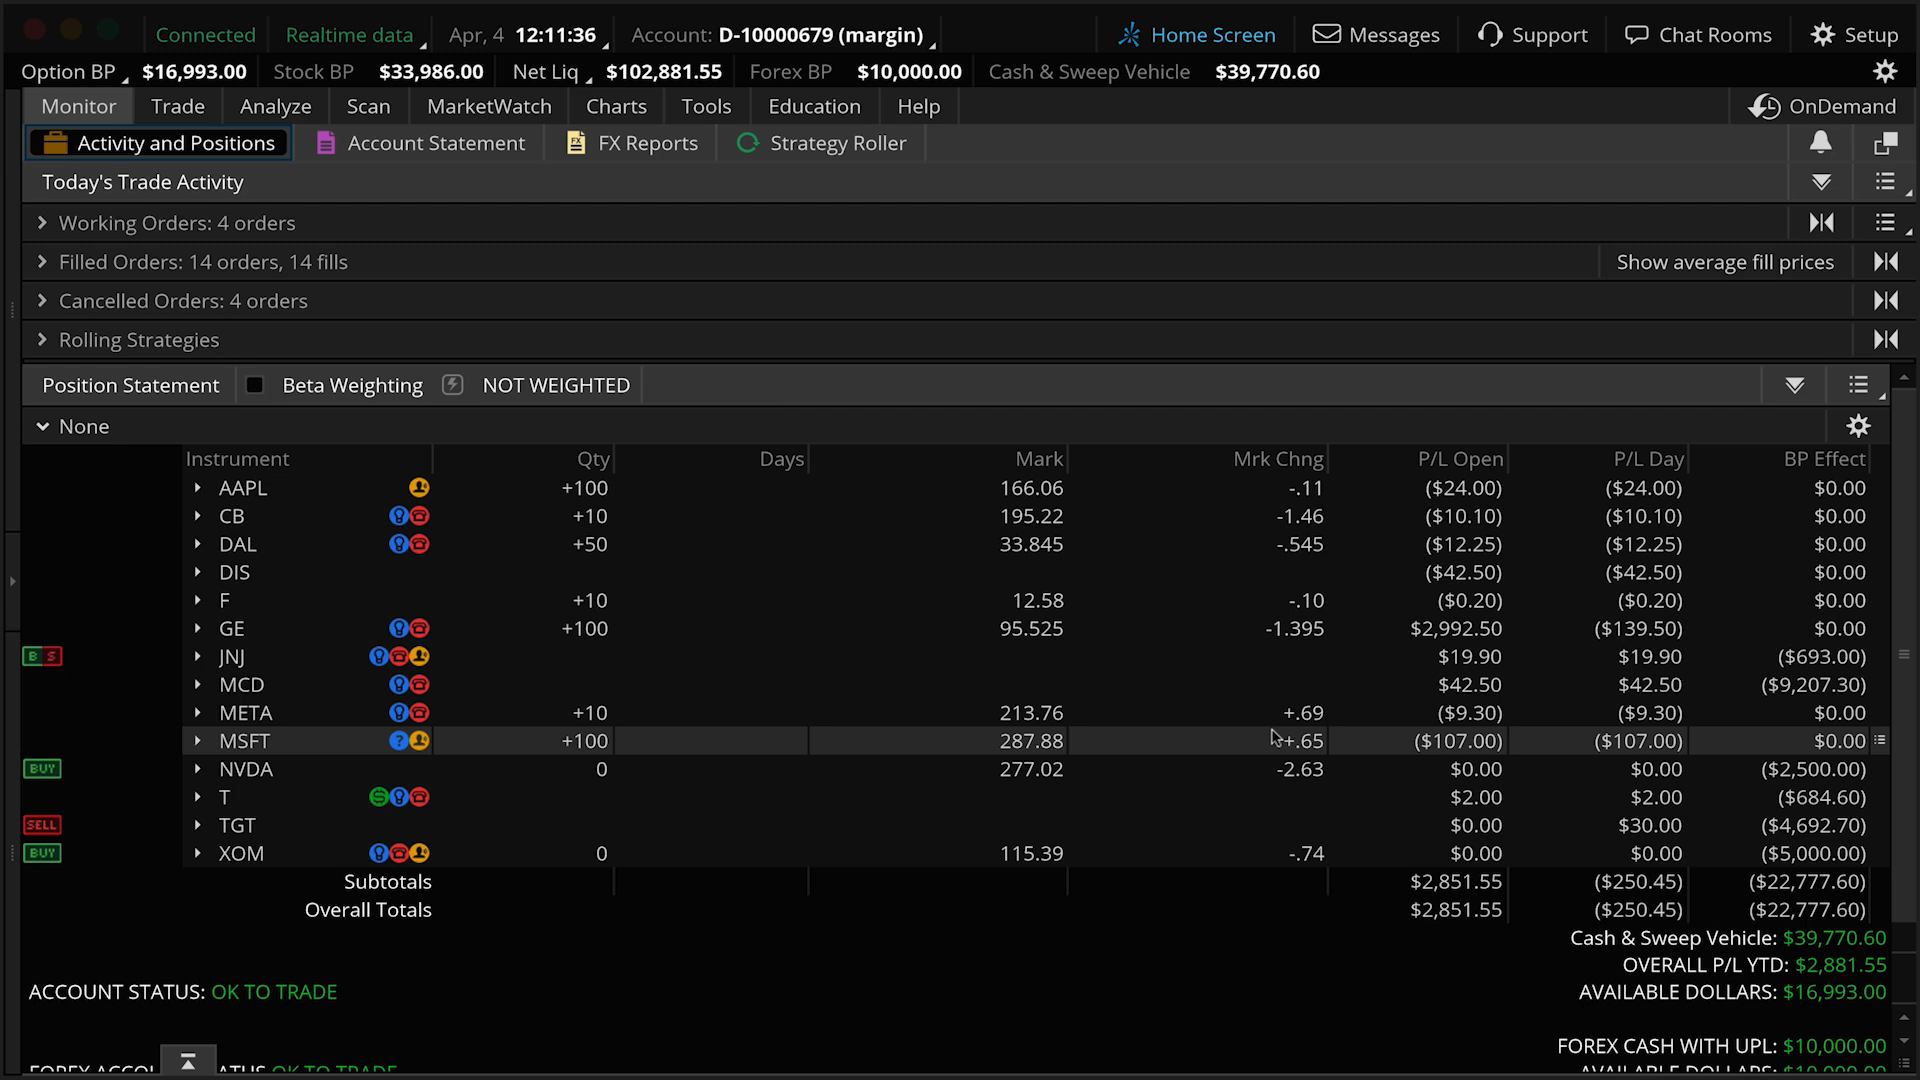 Connected Realtime data Apr, 4 12:11:36 Account: D-10000679 (margin) Home Screen Messages Support Chat Rooms Setup
Option BP $16,993.00 Stock BP $33,986.00 Net Liq $102,881.55 Forex BP $10,000.00 Cash & Sweep Vehicle $39,770.60
Monitor Trade Analyze Scan MarketWatch Charts Tools Education Help OnDemand
Activity and Positions Account Statement FX Reports Strategy Roller
Today's Trade Activity
Working Orders: 4 orders
Filled Orders: 14 orders, 14 fills Show average fill prices
Cancelled Orders: 4 orders
Rolling Strategies
Position Statement Beta Weighting NOT WEIGHTED
None
Instrument Qty Days Mark Mrk Chng P/L Open P/L Day BP Effect
AAPL +100 166.06 -.11 ($24.00) ($24.00) $0.00
CB +10 195.22 -1.46 ($10.10) ($10.10) $0.00
DAL +50 33.845 -.545 ($12.25) ($12.25) $0.00
DIS ($42.50) ($42.50) $0.00
F +10 12.58 -.10 ($0.20) ($0.20) $0.00
GE +100 95.525 -1.395 $2,992.50 ($139.50) $0.00
B S JNJ $19.90 $19.90 ($693.00)
MCD $42.50 $42.50 ($9,207.30)
META +10 213.76 +.69 ($9.30) ($9.30) $0.00
MSFT ? +100 287.88 +.65 ($107.00) ($107.00) $0.00
BUY NVDA 0 277.02 -2.63 $0.00 $0.00 ($2,500.00)
T $ $2.00 $2.00 ($684.60)
SELL TGT $0.00 $30.00 ($4,692.70)
BUY XOM 0 115.39 -.74 $0.00 $0.00 ($5,000.00)
Subtotals $2,851.55 ($250.45) ($22,777.60)
Overall Totals $2,851.55 ($250.45) ($22,777.60)
Cash & Sweep Vehicle: $39,770.60
OVERALL P/L YTD: $2,881.55
ACCOUNT STATUS: OK TO TRADE AVAILABLE DOLLARS: $16,993.00
FOREX CASH WITH UPL: $10,000.00
OK TO TRADE AVAILABLE DOLLARS: $10,000.00